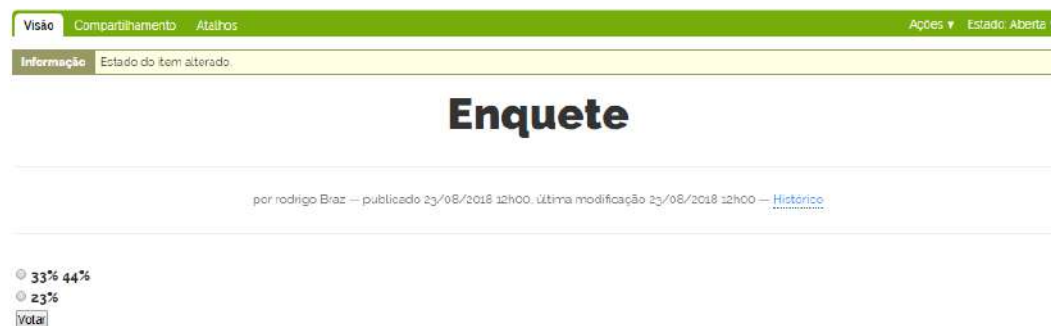 Visão Compartilhamento Atalhos Ações ▼ Estado: Aberta
Informação Estado do item alterado.
Enquete
por rodrigo Braz — publicado 23/08/2018 12h00, última modificação 23/08/2018 12h00 — Histórico
33% 44%
23%
Votar